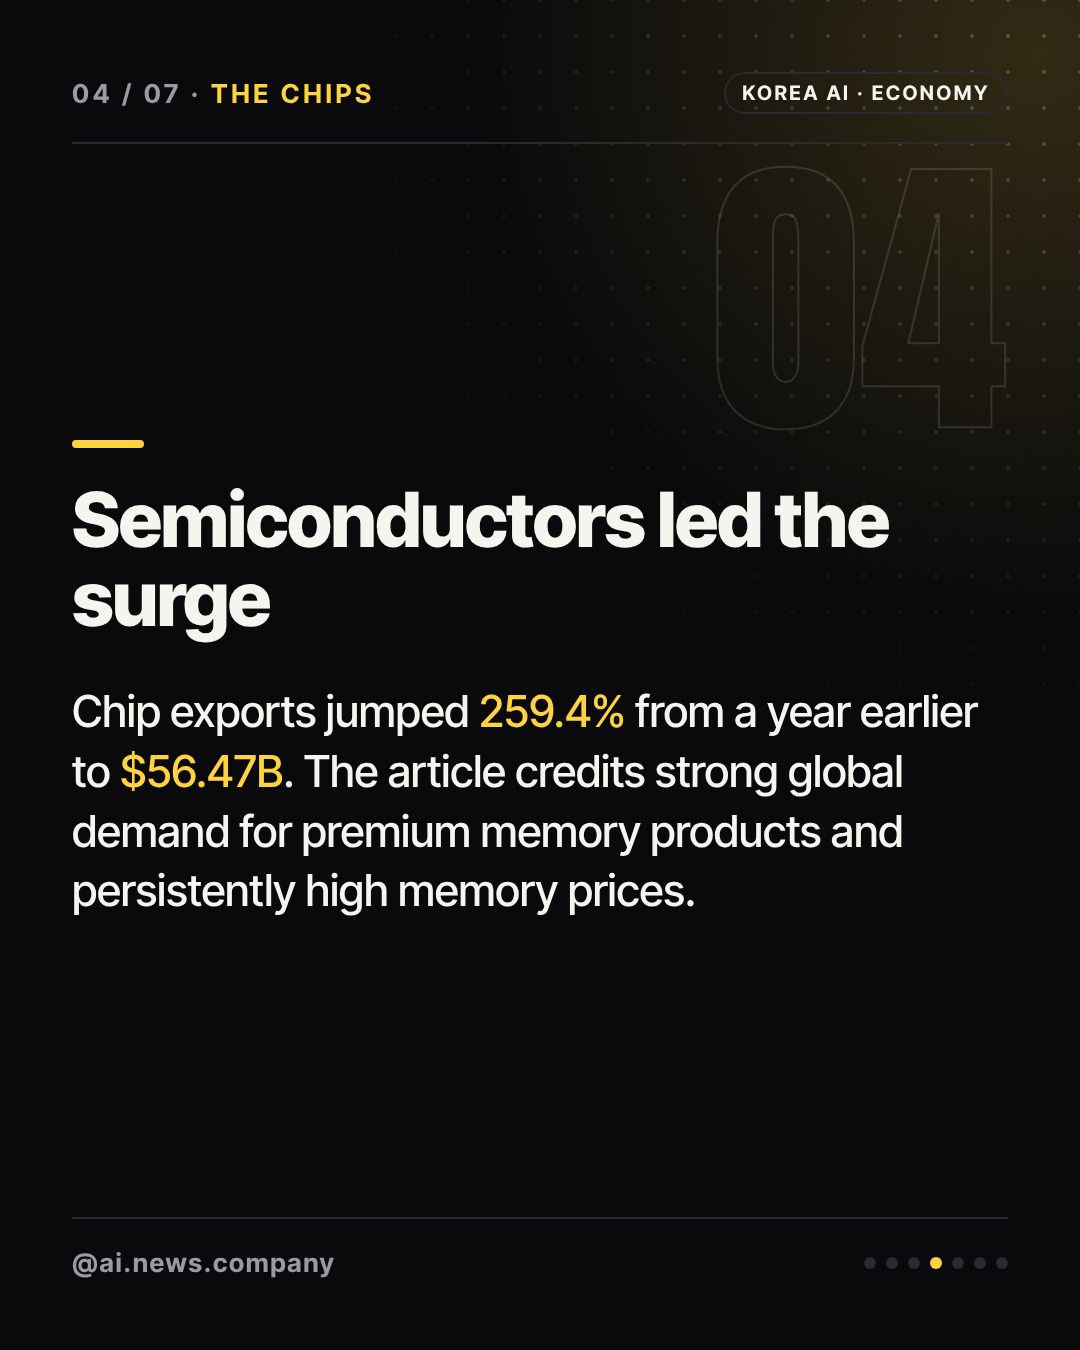 04 / 07 · THE CHIPS
KOREA AI · ECONOMY
04
Semiconductors led the
surge
Chip exports jumped 259.4% from a year earlier
to $56.47B. The article credits strong global
demand for premium memory products and
persistently high memory prices.
@ai.news.company